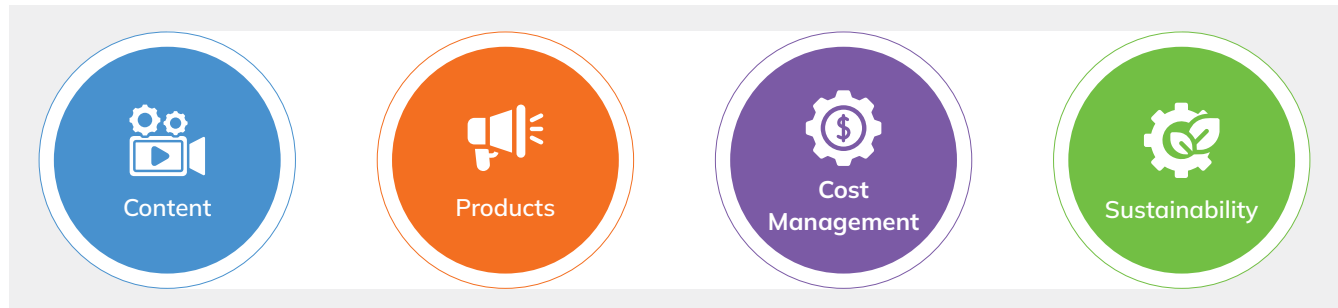 Content
Products
Cost
Management
Sustainability
$